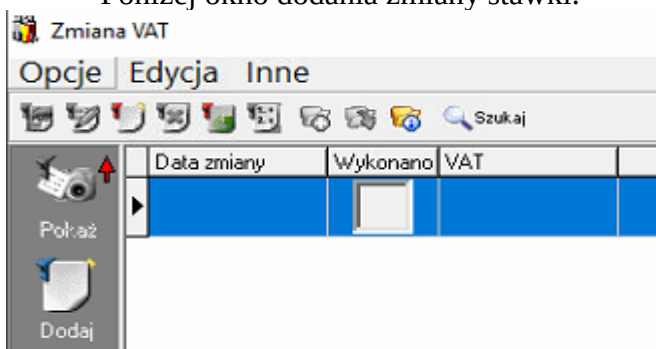 Poniżej okno dodania zmiany stawki.
Zmiana VAT
Opcje Edycja Inne
Szukaj
Data zmiany Wykonano VAT
Pokaż
Dodaj